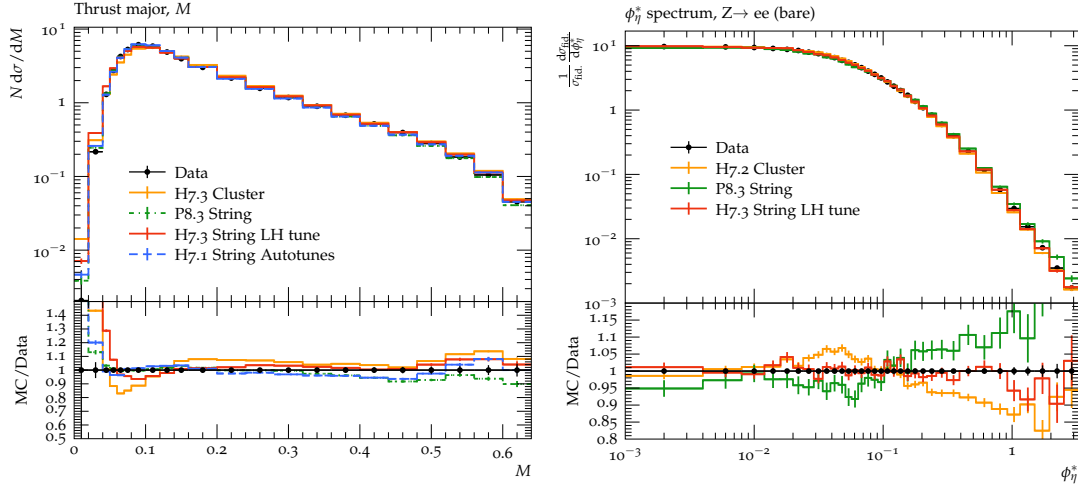 Thrust major, M
N dσ/dM
10¹
1
10⁻¹
10⁻²
Data
H7.3 Cluster
P8.3 String
H7.3 String LH tune
H7.1 String Autotunes
MC/Data
1.4
1.3
1.2
1.1
1.0
0.9
0.8
0.7
0.6
0.5
0 0.1 0.2 0.3 0.4 0.5 0.6
M
ϕ*η spectrum, Z→ ee (bare)
1/σfid. dσfid./dϕ*η
10¹
1
10⁻¹
10⁻²
10⁻³
Data
H7.2 Cluster
P8.3 String
H7.3 String LH tune
MC/Data
1.15
1.1
1.05
1.0
0.95
0.9
0.85
0.8
10⁻³ 10⁻² 10⁻¹ 1
ϕ*η